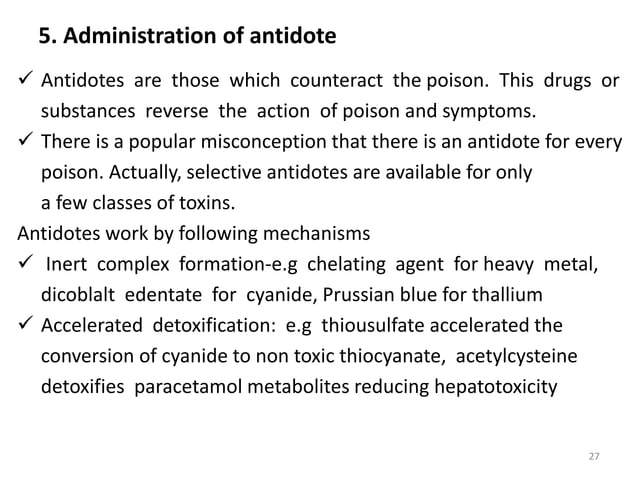 5. Administration of antidote
✓ Antidotes are those which counteract the poison. This drugs or
substances reverse the action of poison and symptoms.
✓ There is a popular misconception that there is an antidote for every
poison. Actually, selective antidotes are available for only
a few classes of toxins.
Antidotes work by following mechanisms
✓ Inert complex formation-e.g chelating agent for heavy metal,
dicoblalt edentate for cyanide, Prussian blue for thallium
✓ Accelerated detoxification: e.g thiousulfate accelerated the
conversion of cyanide to non toxic thiocyanate, acetylcysteine
detoxifies paracetamol metabolites reducing hepatotoxicity
27